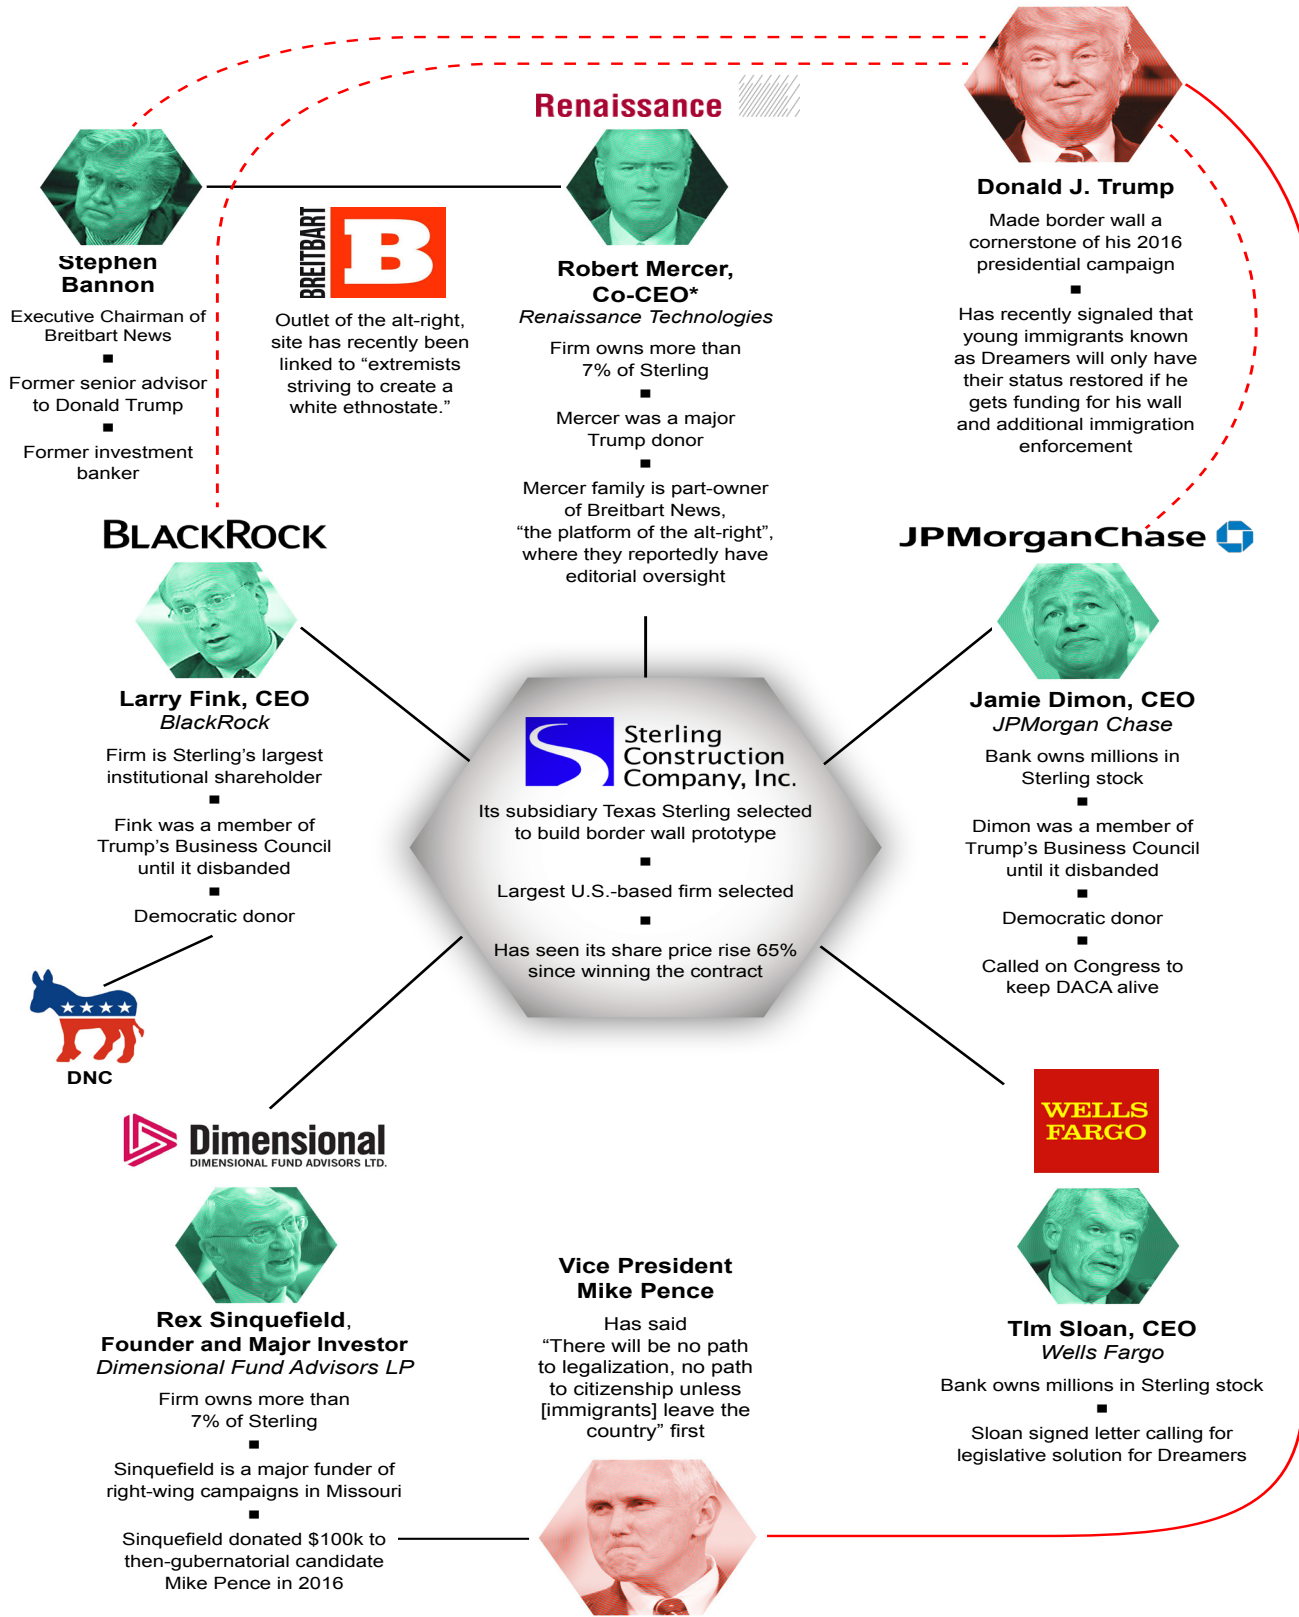 Renaissance
Donald J. Trump
Made border wall a
cornerstone of his 2016
presidential campaign
Has recently signaled that
young immigrants known
as Dreamers will only have
their status restored if he
gets funding for his wall
and additional immigration
enforcement
Stephen
Bannon
Executive Chairman of
Breitbart News
Former senior advisor
to Donald Trump
Former investment
banker
BREITBART
B
Outlet of the alt-right,
site has recently been
linked to “extremists
striving to create a
white ethnostate.”
Robert Mercer,
Co-CEO*
Renaissance Technologies
Firm owns more than
7% of Sterling
Mercer was a major
Trump donor
Mercer family is part-owner
of Breitbart News,
“the platform of the alt-right”,
where they reportedly have
editorial oversight
BLACKROCK
Larry Fink, CEO
BlackRock
Firm is Sterling’s largest
institutional shareholder
Fink was a member of
Trump’s Business Council
until it disbanded
Democratic donor
DNC
JPMorganChase
Jamie Dimon, CEO
JPMorgan Chase
Bank owns millions in
Sterling stock
Dimon was a member of
Trump’s Business Council
until it disbanded
Democratic donor
Called on Congress to
keep DACA alive
Sterling
Construction
Company, Inc.
Its subsidiary Texas Sterling selected
to build border wall prototype
Largest U.S.-based firm selected
Has seen its share price rise 65%
since winning the contract
Dimensional
DIMENSIONAL FUND ADVISORS LTD.
Rex Sinquefield,
Founder and Major Investor
Dimensional Fund Advisors LP
Firm owns more than
7% of Sterling
Sinquefield is a major funder of
right-wing campaigns in Missouri
Sinquefield donated $100k to
then-gubernatorial candidate
Mike Pence in 2016
Vice President
Mike Pence
Has said
“There will be no path
to legalization, no path
to citizenship unless
[immigrants] leave the
country” first
WELLS
FARGO
TIm Sloan, CEO
Wells Fargo
Bank owns millions in Sterling stock
Sloan signed letter calling for
legislative solution for Dreamers